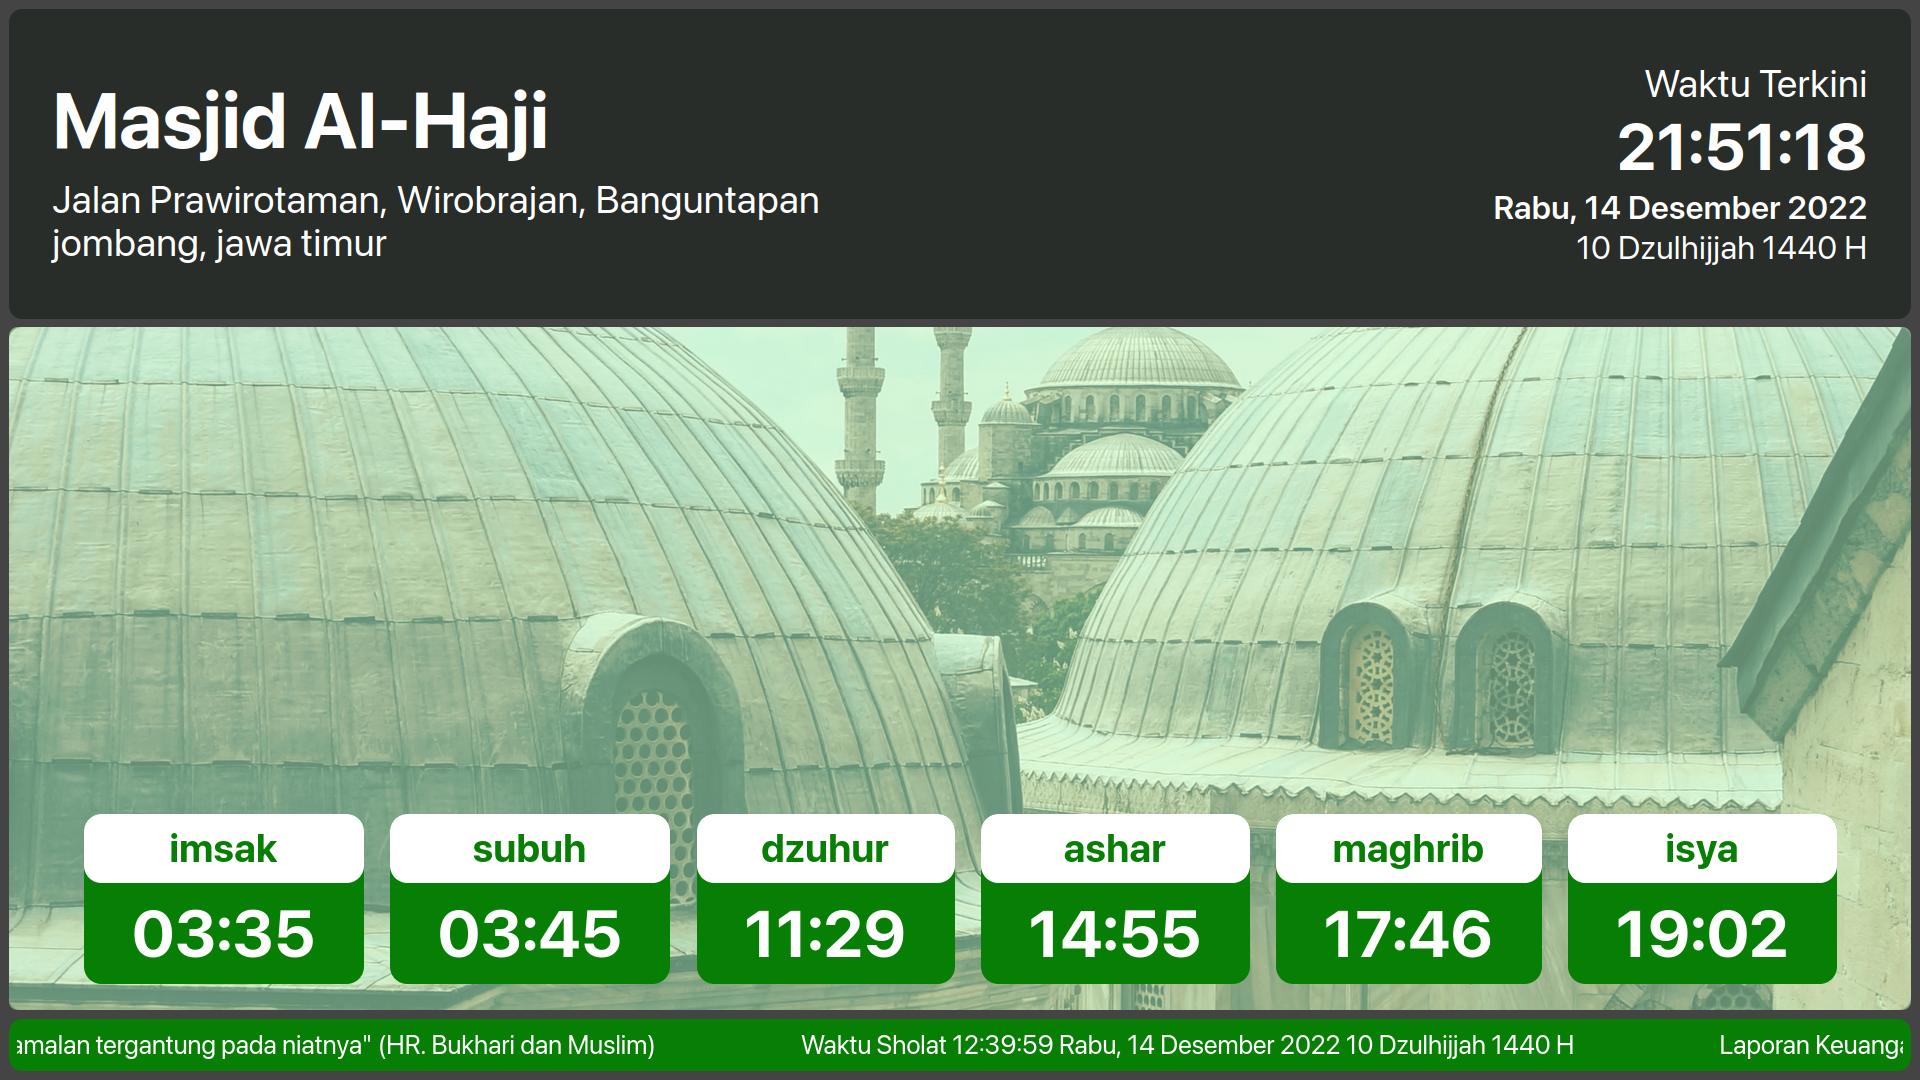 Masjid Al-Haji
Jalan Prawirotaman, Wirobrajan, Banguntapan
jombang, jawa timur
Waktu Terkini
21:51:18
Rabu, 14 Desember 2022
10 Dzulhijjah 1440 H
imsak
03:35
subuh
03:45
dzuhur
11:29
ashar
14:55
maghrib
17:46
isya
19:02
amalan tergantung pada niatnya" (HR. Bukhari dan Muslim)
Waktu Sholat 12:39:59 Rabu, 14 Desember 2022 10 Dzulhijjah 1440 H
Laporan Keuanga